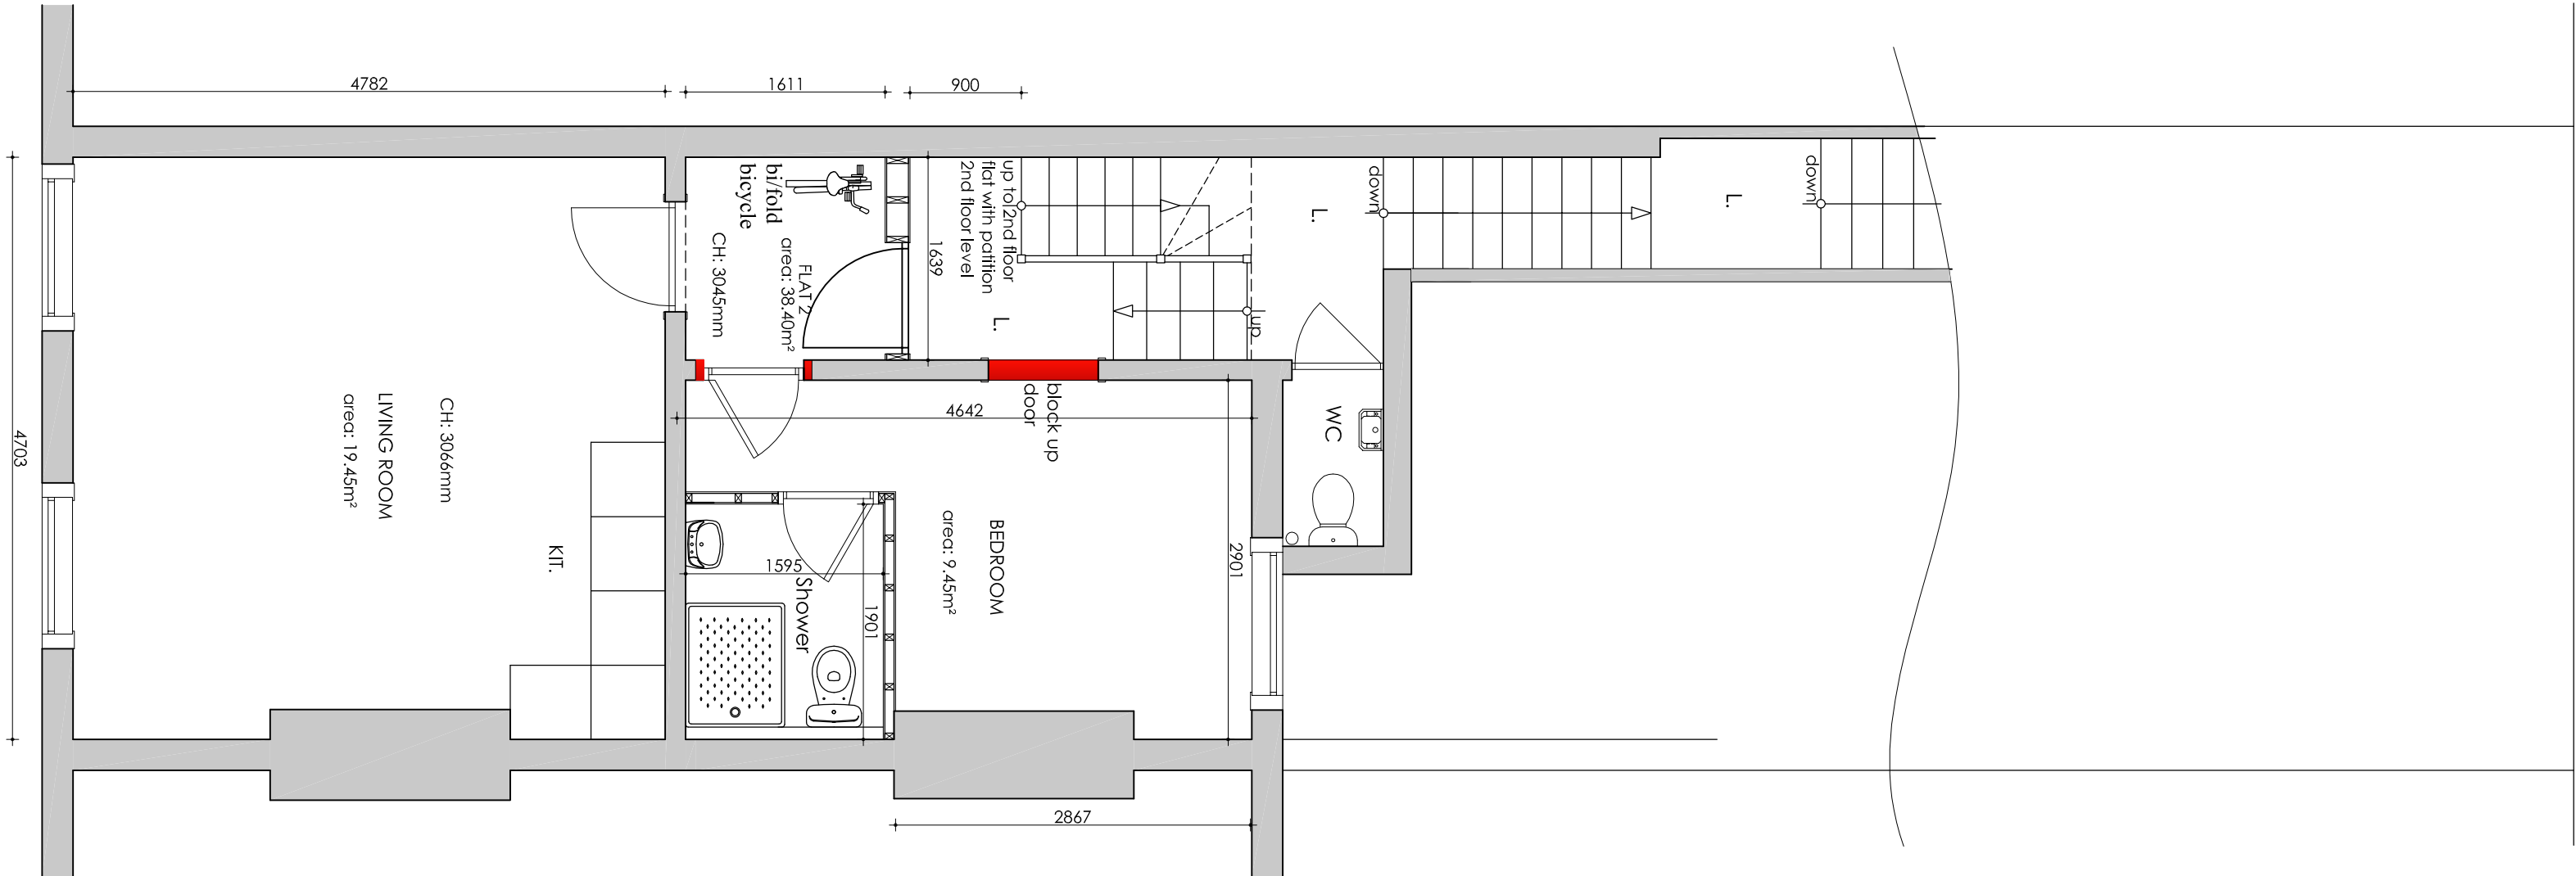 4782
1611
900
4703
LIVING ROOM
area: 19.45m²
CH: 3066mm
KIT.
bi/fold
bicycle
CH: 3045mm
FLAT 2
area: 38.40m²
1639
up to 2nd floor
flat with patition
2nd floor level
L.
up
L.
down
L.
down
block up
door
4642
WC
BEDROOM
area: 9.45m²
2901
1595
Shower
1901
2867